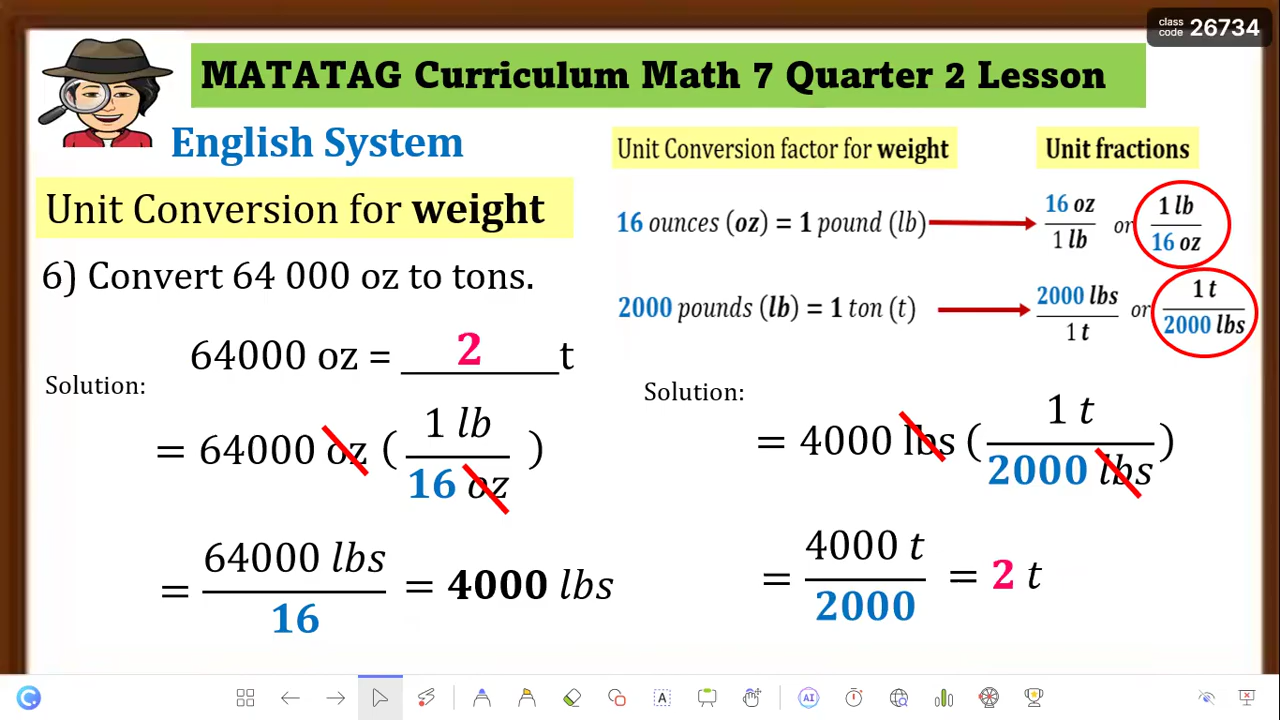 class code 26734
MATATAG Curriculum Math 7 Quarter 2 Lesson
English System
Unit Conversion for weight
6) Convert 64 000 oz to tons.
64000 oz = 2 t
Solution:
= 64000 oz ( 1 lb / 16 oz )
= 64000 lbs / 16 = 4000 lbs
Unit Conversion factor for weight Unit fractions
16 ounces (oz) = 1 pound (lb) 16 oz / 1 lb or 1 lb / 16 oz
2000 pounds (lb) = 1 ton (t) 2000 lbs / 1 t or 1 t / 2000 lbs
Solution:
= 4000 lbs ( 1 t / 2000 lbs )
= 4000 t / 2000 = 2 t
A
AI